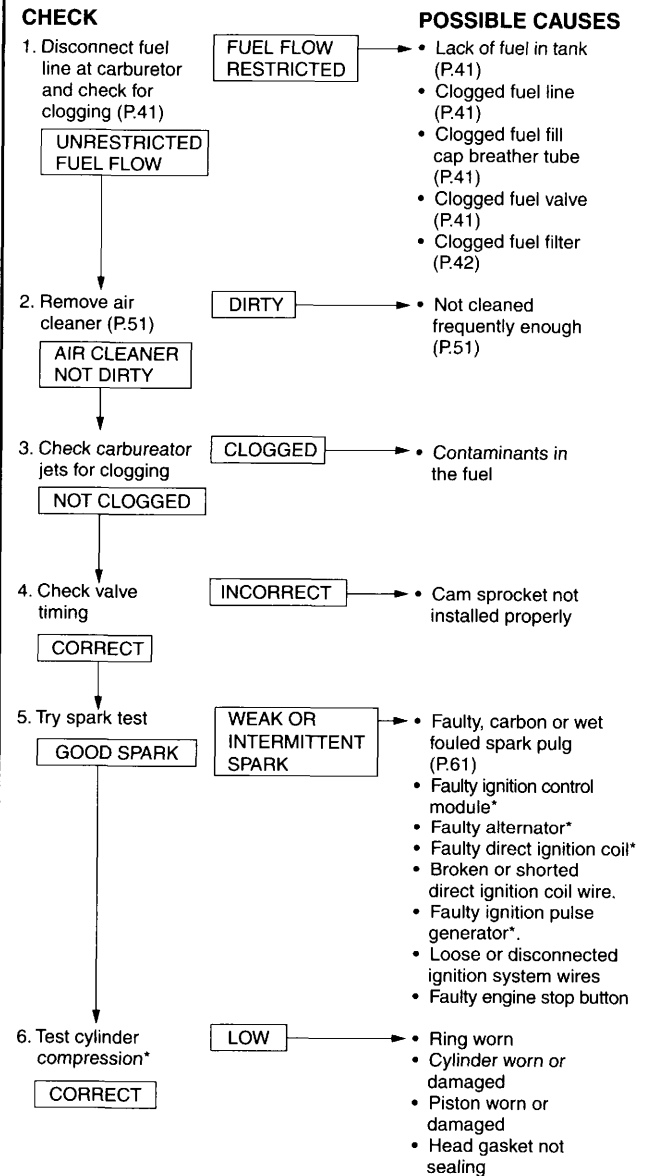 CHECK
POSSIBLE CAUSES
1. Disconnect fuel
line at carburetor
and check for
clogging (P.41)
FUEL FLOW
RESTRICTED
• Lack of fuel in tank
(P.41)
• Clogged fuel line
(P.41)
• Clogged fuel fill
cap breather tube
(P.41)
• Clogged fuel valve
(P.41)
• Clogged fuel filter
(P.42)
UNRESTRICTED
FUEL FLOW
2. Remove air
cleaner (P.51)
DIRTY
• Not cleaned
frequently enough
(P.51)
AIR CLEANER
NOT DIRTY
3. Check carbureator
jets for clogging
CLOGGED
• Contaminants in
the fuel
NOT CLOGGED
4. Check valve
timing
INCORRECT
• Cam sprocket not
installed properly
CORRECT
5. Try spark test
WEAK OR
INTERMITTENT
SPARK
• Faulty, carbon or wet
fouled spark pulg
(P.61)
• Faulty ignition control
module*
• Faulty alternator*
• Faulty direct ignition coil*
• Broken or shorted
direct ignition coil wire.
• Faulty ignition pulse
generator*.
• Loose or disconnected
ignition system wires
• Faulty engine stop button
GOOD SPARK
6. Test cylinder
compression*
LOW
• Ring worn
• Cylinder worn or
damaged
• Piston worn or
damaged
• Head gasket not
sealing
CORRECT